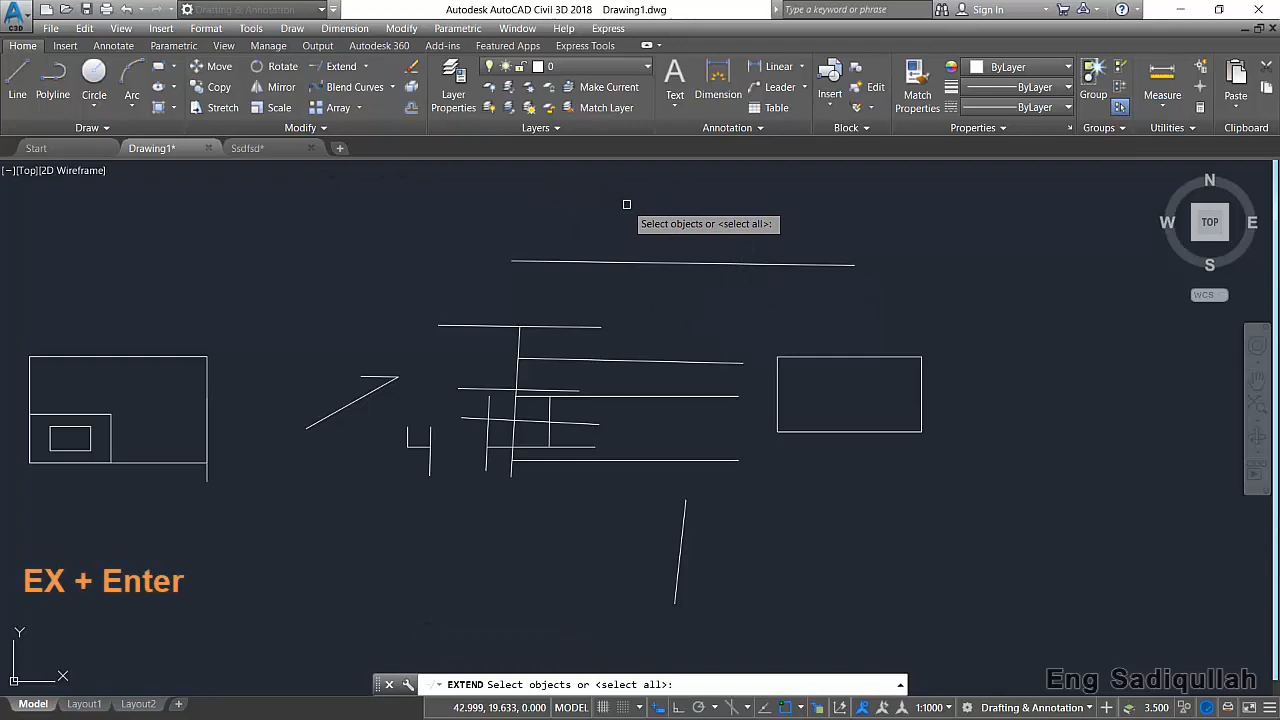 Drafting & Annotation
Autodesk AutoCAD Civil 3D 2018 Drawing1.dwg
Type a keyword or phrase
Sign In
C3D
File Edit View Insert Format Tools Draw Dimension Modify Parametric Window Help Express
Home Insert Annotate Parametric View Manage Output Autodesk 360 Add-ins Featured Apps Express Tools
Line Polyline Circle Arc
Move Rotate Extend
Copy Mirror Blend Curves
Stretch Scale Array
Layer Properties
0
Make Current
Match Layer
Text Dimension
Linear
Leader
Table
Insert
Edit
Match Properties
ByLayer
ByLayer
ByLayer
Group
Measure
Paste
Draw Modify Layers Annotation Block Properties Groups Utilities Clipboard
Start Drawing1* Ssdfsd*
[−][Top][2D Wireframe]
N
W TOP E
S
WCS
Select objects or <select all>:
EX + Enter
Y
X
Eng Sadiqullah
EXTEND Select objects or <select all>:
Model Layout1 Layout2 +
42.999, 19.633, 0.000 MODEL
1:1000
Drafting & Annotation
3.500